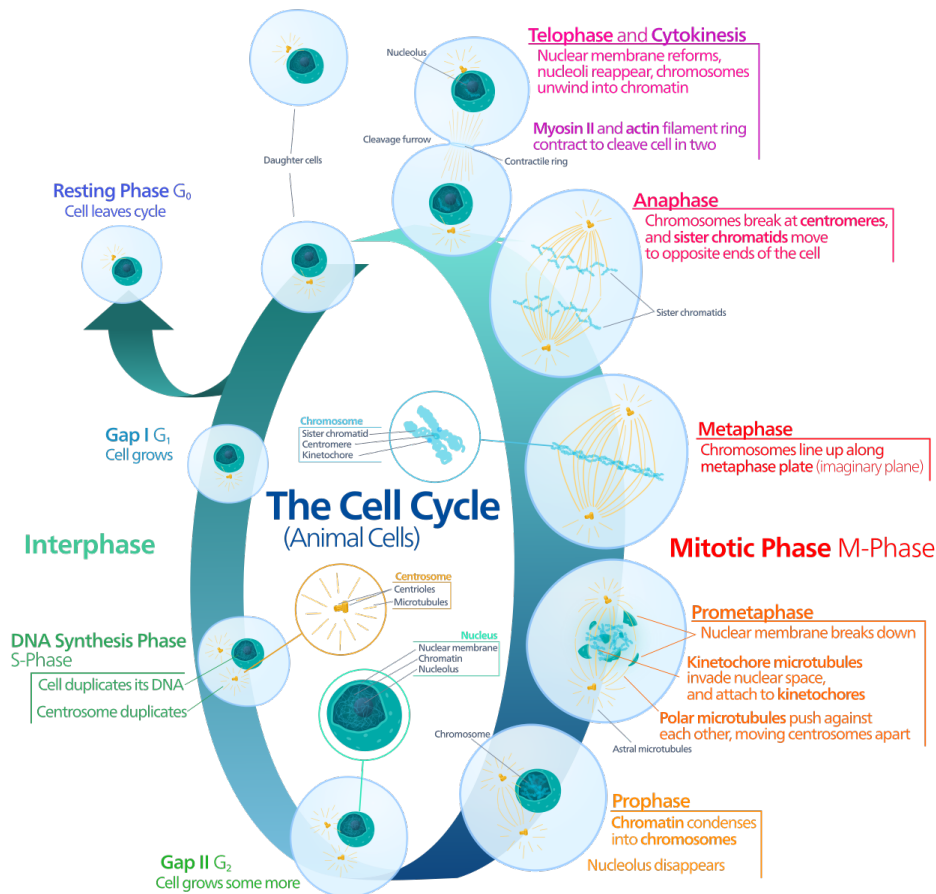 Telophase and Cytokinesis
Nuclear membrane reforms,
nucleoli reappear, chromosomes
unwind into chromatin
Myosin II and actin filament ring
contract to cleave cell in two
Nucleolus
Cleavage furrow
Contractile ring
Daughter cells
Resting Phase G₀
Cell leaves cycle
Anaphase
Chromosomes break at centromeres,
and sister chromatids move
to opposite ends of the cell
Sister chromatids
Gap I G₁
Cell grows
Chromosome
Sister chromatid
Centromere
Kinetochore
Metaphase
Chromosomes line up along
metaphase plate (imaginary plane)
The Cell Cycle
(Animal Cells)
Interphase
Mitotic Phase M-Phase
Centrosome
Centrioles
Microtubules
Prometaphase
Nuclear membrane breaks down
Kinetochore microtubules
invade nuclear space,
and attach to kinetochores
Polar microtubules push against
each other, moving centrosomes apart
Astral microtubules
DNA Synthesis Phase
S-Phase
Cell duplicates its DNA
Centrosome duplicates
Nucleus
Nuclear membrane
Chromatin
Nucleolus
Chromosome
Prophase
Chromatin condenses
into chromosomes
Nucleolus disappears
Gap II G₂
Cell grows some more